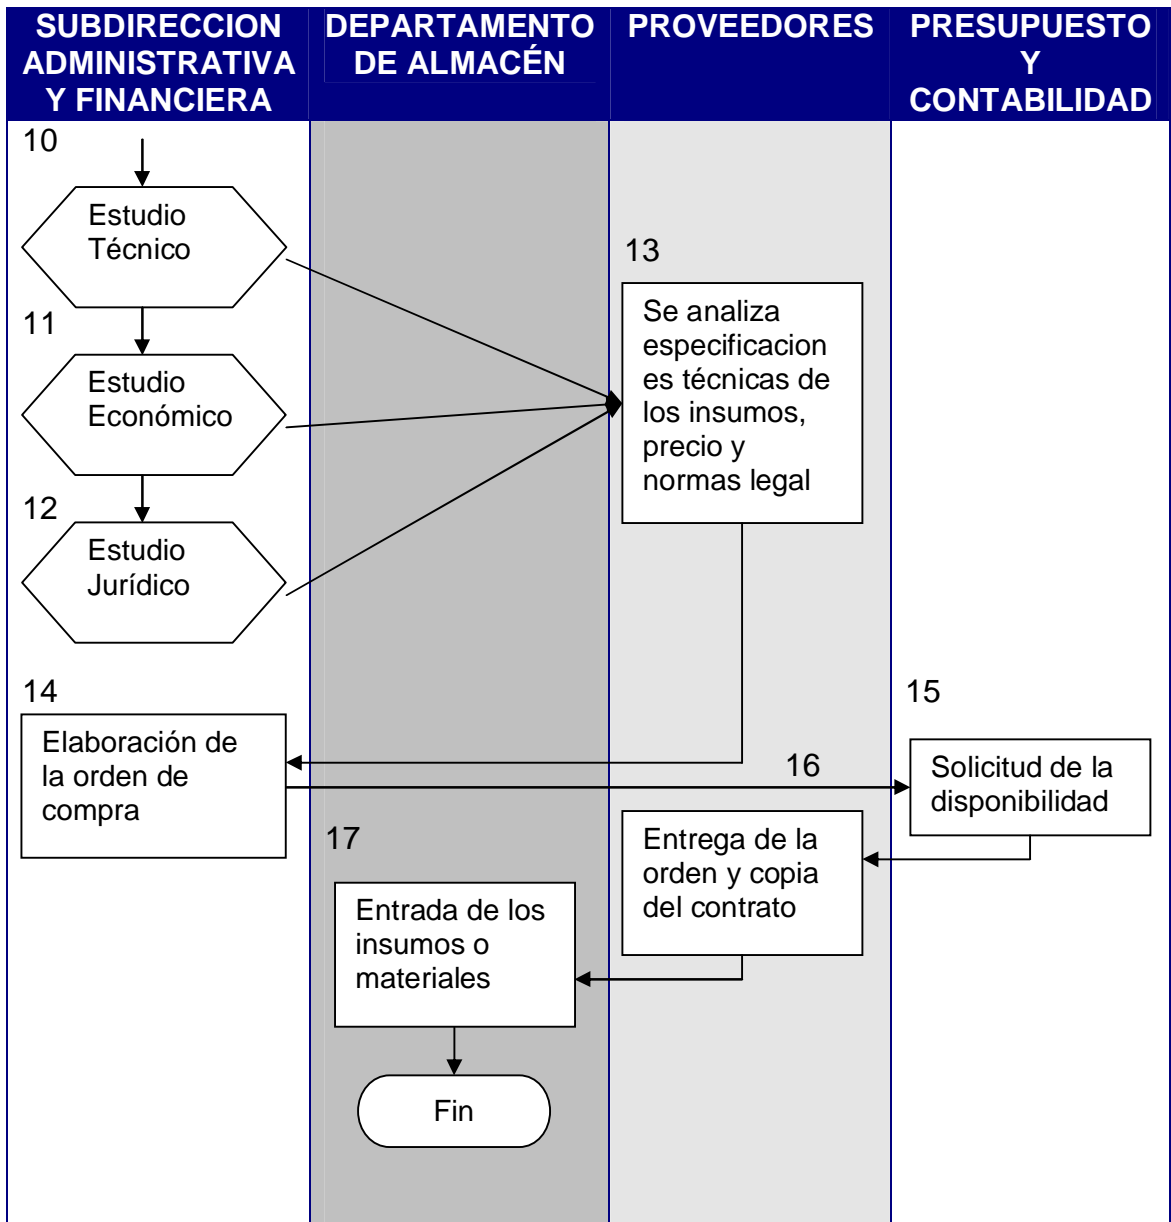 SUBDIRECCION
ADMINISTRATIVA
Y FINANCIERA
DEPARTAMENTO
DE ALMACÉN
PROVEEDORES
PRESUPUESTO
Y
CONTABILIDAD
10
Estudio
Técnico
11
Estudio
Económico
12
Estudio
Jurídico
13
Se analiza
especificacion
es técnicas de
los insumos,
precio y
normas legal
14
Elaboración de
la orden de
compra
15
Solicitud de la
disponibilidad
16
Entrega de la
orden y copia
del contrato
17
Entrada de los
insumos o
materiales
Fin